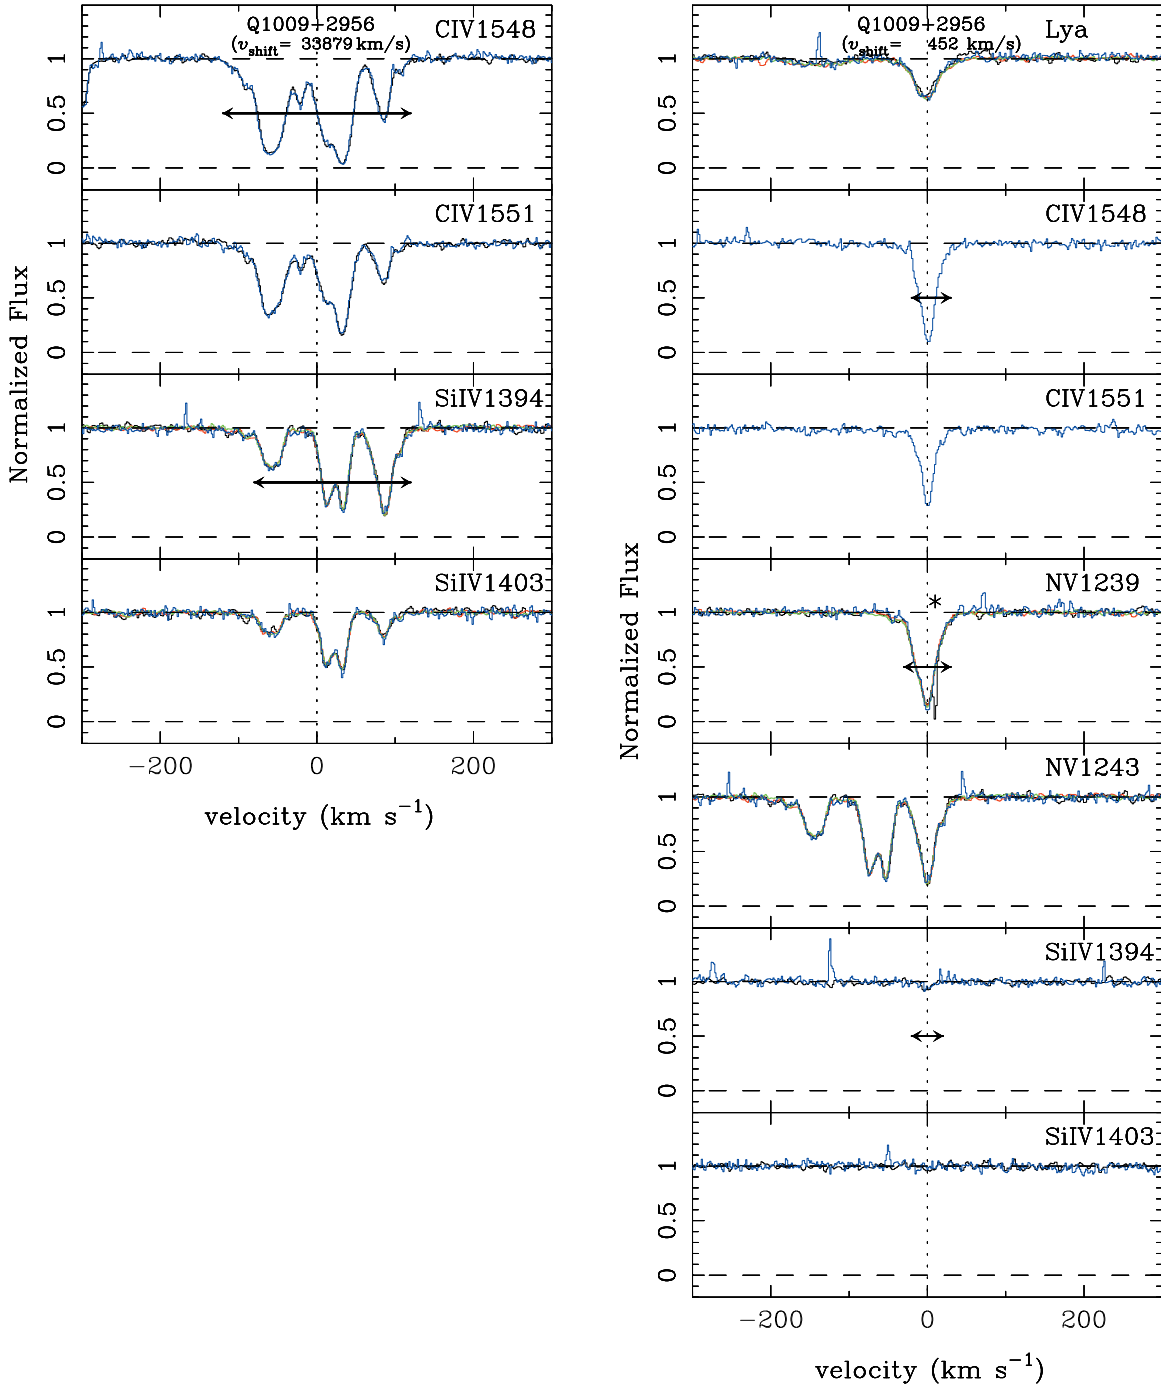 Q1009+2956
(vshift= 33879 km/s)
CIV1548
1
0.5
0
CIV1551
1
0.5
0
SiIV1394
1
0.5
0
SiIV1403
1
0.5
0
−200 0 200
velocity (km s−1)
Normalized Flux
Q1009+2956
(vshift= 452 km/s)
Lya
1
0.5
0
CIV1548
1
0.5
0
CIV1551
1
0.5
0
NV1239
*
1
0.5
0
NV1243
1
0.5
0
SiIV1394
1
0.5
0
SiIV1403
1
0.5
0
−200 0 200
velocity (km s−1)
Normalized Flux